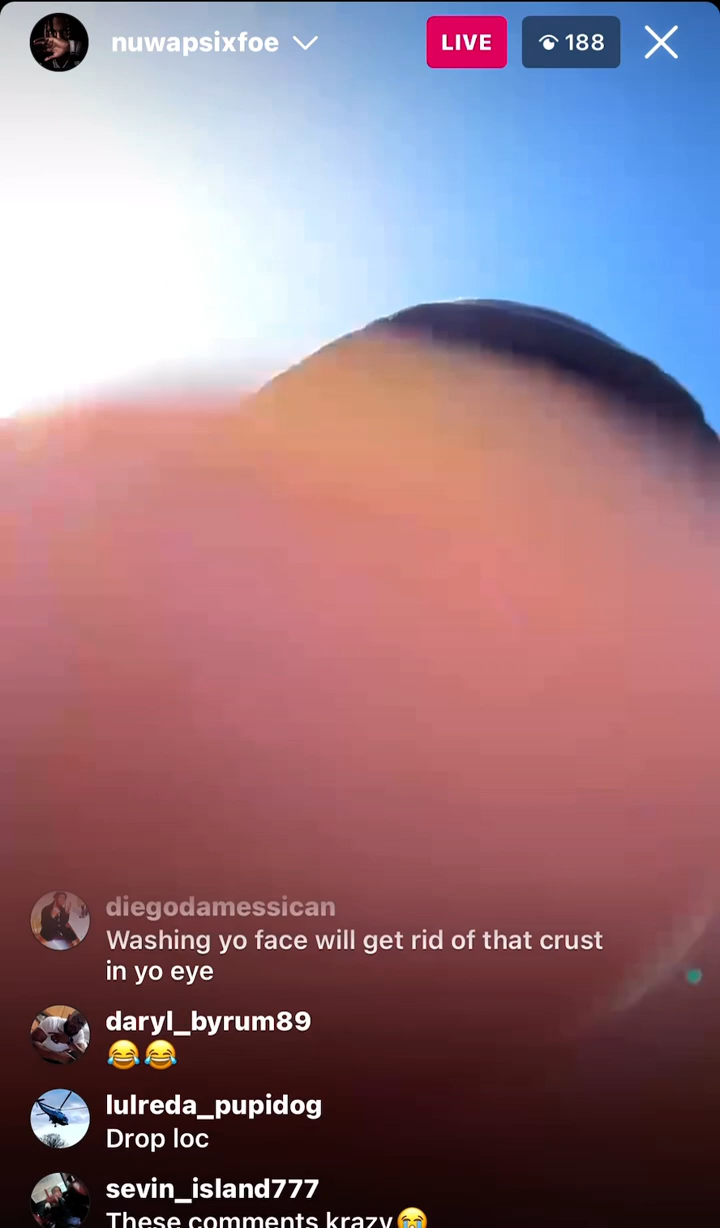 nuwapsixfoe
LIVE
188
diegodamessican
Washing yo face will get rid of that crust
in yo eye
daryl_byrum89
😂😂
lulreda_pupidog
Drop loc
sevin_island777
These comments krazy😭